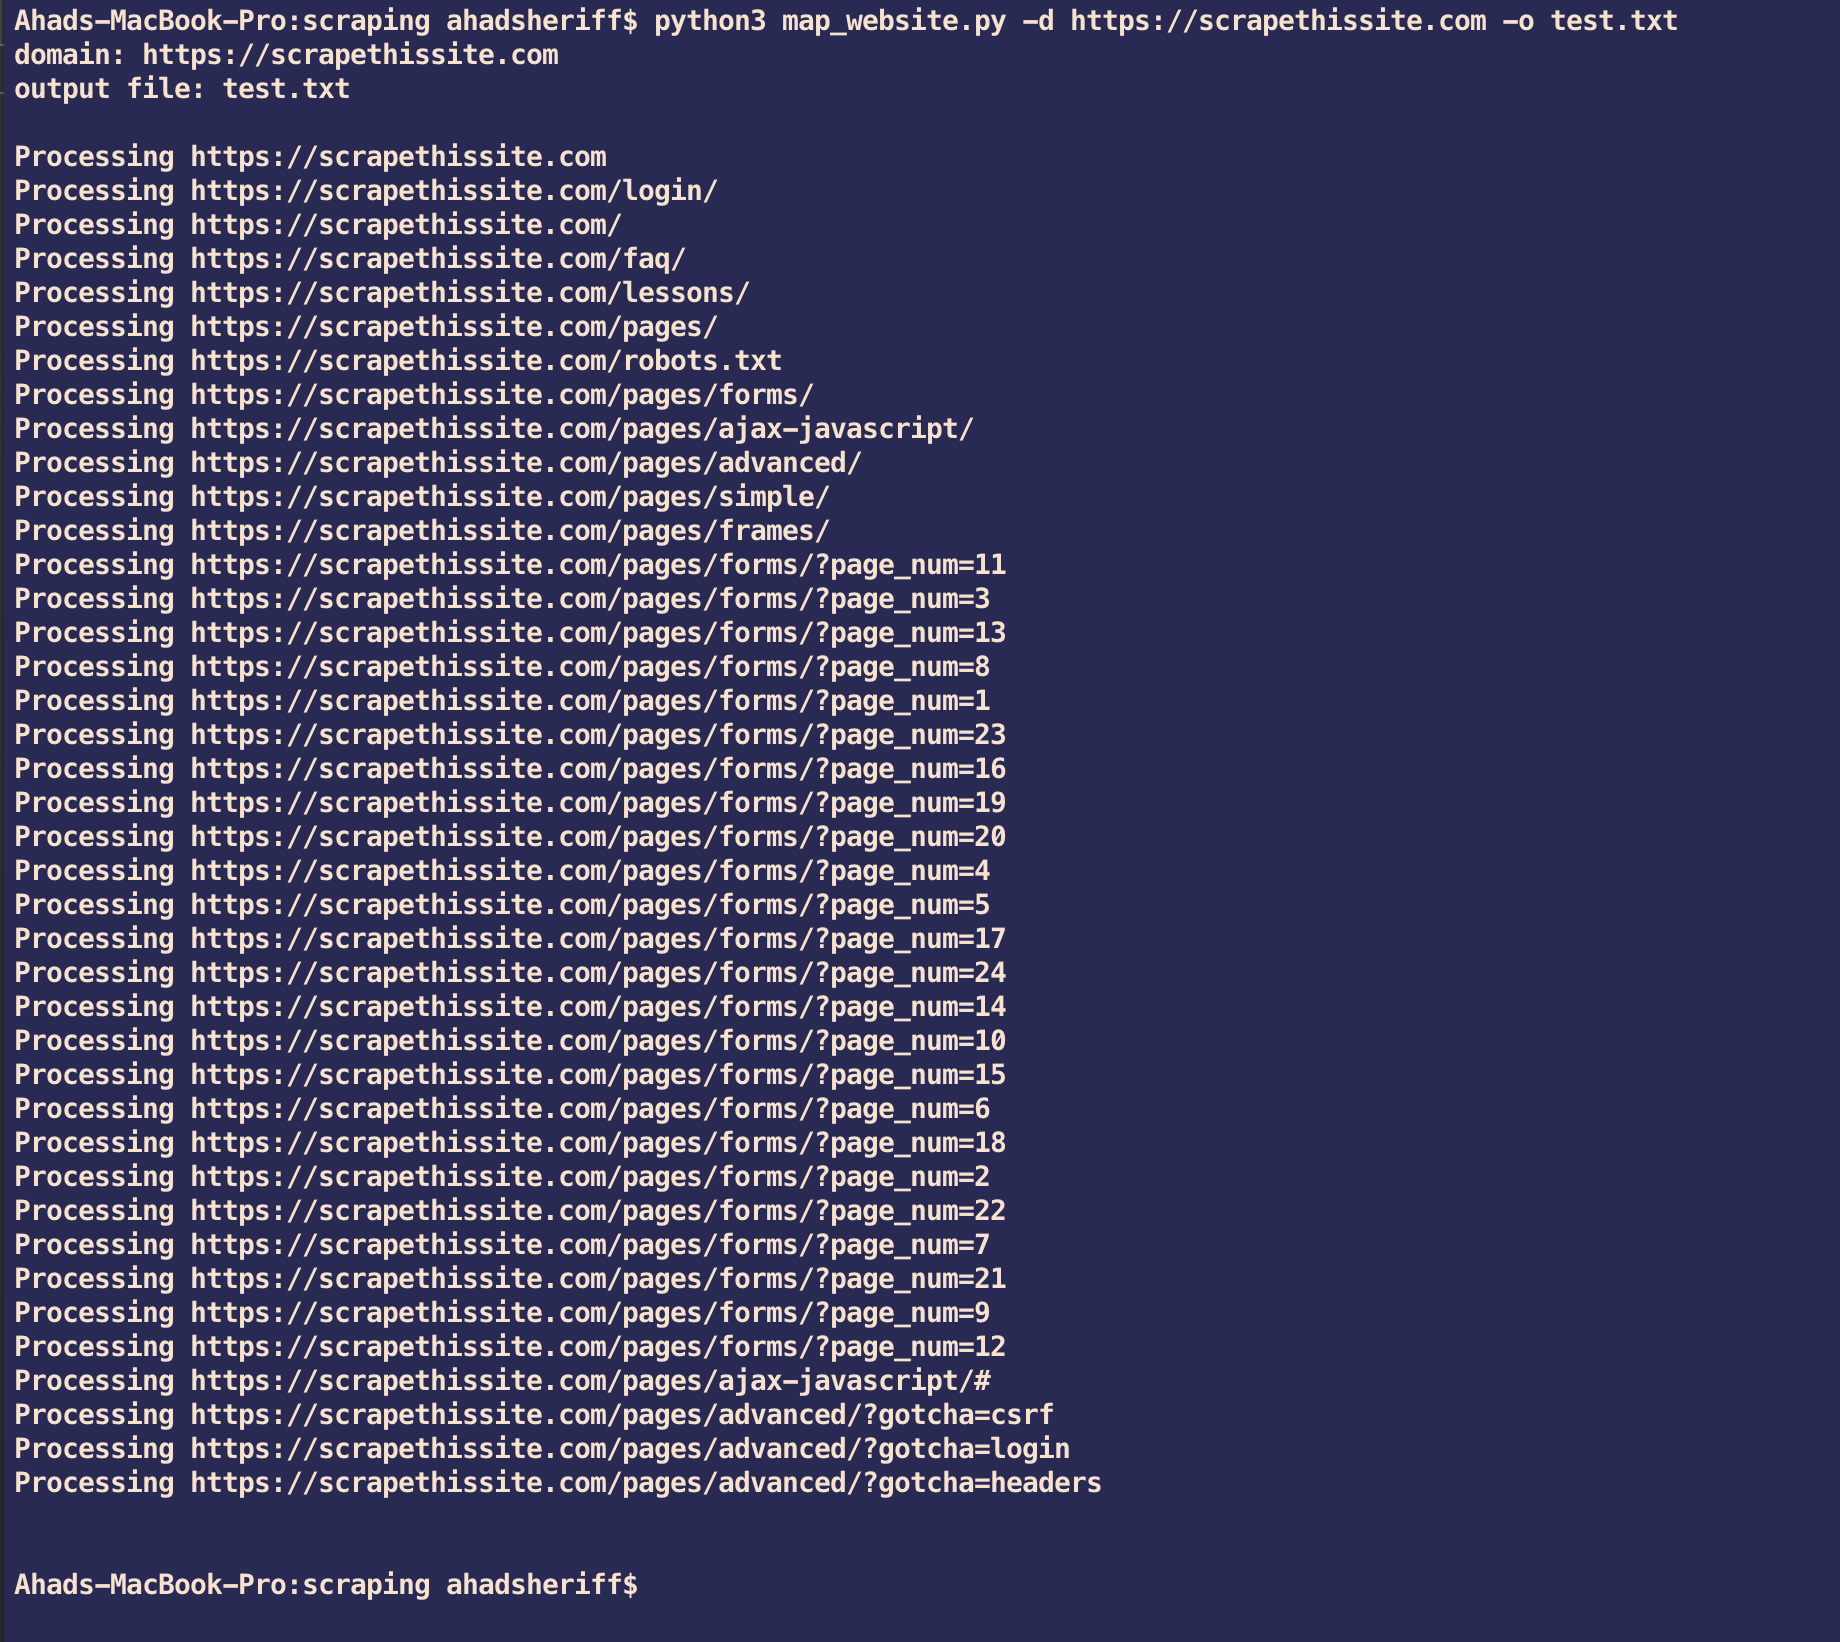 Ahads-MacBook-Pro:scraping ahadsheriff$ python3 map_website.py -d https://scrapethissite.com -o test.txt
domain: https://scrapethissite.com
output file: test.txt
Processing https://scrapethissite.com
Processing https://scrapethissite.com/login/
Processing https://scrapethissite.com/
Processing https://scrapethissite.com/faq/
Processing https://scrapethissite.com/lessons/
Processing https://scrapethissite.com/pages/
Processing https://scrapethissite.com/robots.txt
Processing https://scrapethissite.com/pages/forms/
Processing https://scrapethissite.com/pages/ajax-javascript/
Processing https://scrapethissite.com/pages/advanced/
Processing https://scrapethissite.com/pages/simple/
Processing https://scrapethissite.com/pages/frames/
Processing https://scrapethissite.com/pages/forms/?page_num=11
Processing https://scrapethissite.com/pages/forms/?page_num=3
Processing https://scrapethissite.com/pages/forms/?page_num=13
Processing https://scrapethissite.com/pages/forms/?page_num=8
Processing https://scrapethissite.com/pages/forms/?page_num=1
Processing https://scrapethissite.com/pages/forms/?page_num=23
Processing https://scrapethissite.com/pages/forms/?page_num=16
Processing https://scrapethissite.com/pages/forms/?page_num=19
Processing https://scrapethissite.com/pages/forms/?page_num=20
Processing https://scrapethissite.com/pages/forms/?page_num=4
Processing https://scrapethissite.com/pages/forms/?page_num=5
Processing https://scrapethissite.com/pages/forms/?page_num=17
Processing https://scrapethissite.com/pages/forms/?page_num=24
Processing https://scrapethissite.com/pages/forms/?page_num=14
Processing https://scrapethissite.com/pages/forms/?page_num=10
Processing https://scrapethissite.com/pages/forms/?page_num=15
Processing https://scrapethissite.com/pages/forms/?page_num=6
Processing https://scrapethissite.com/pages/forms/?page_num=18
Processing https://scrapethissite.com/pages/forms/?page_num=2
Processing https://scrapethissite.com/pages/forms/?page_num=22
Processing https://scrapethissite.com/pages/forms/?page_num=7
Processing https://scrapethissite.com/pages/forms/?page_num=21
Processing https://scrapethissite.com/pages/forms/?page_num=9
Processing https://scrapethissite.com/pages/forms/?page_num=12
Processing https://scrapethissite.com/pages/ajax-javascript/#
Processing https://scrapethissite.com/pages/advanced/?gotcha=csrf
Processing https://scrapethissite.com/pages/advanced/?gotcha=login
Processing https://scrapethissite.com/pages/advanced/?gotcha=headers
Ahads-MacBook-Pro:scraping ahadsheriff$